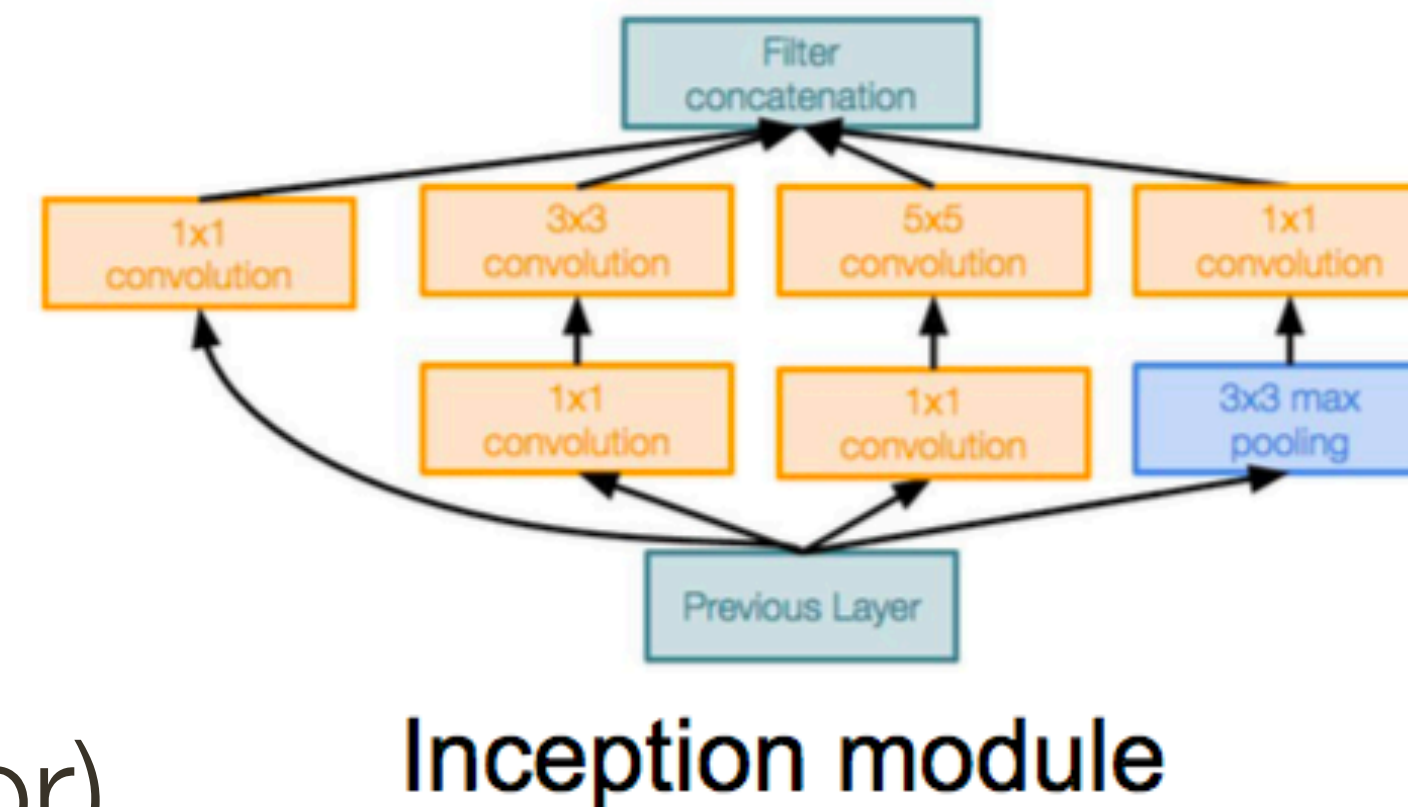 Filter
concatenation
1x1
convolution
3x3
convolution
5x5
convolution
1x1
convolution
1x1
convolution
1x1
convolution
3x3 max
pooling
Previous Layer
Inception module
or)